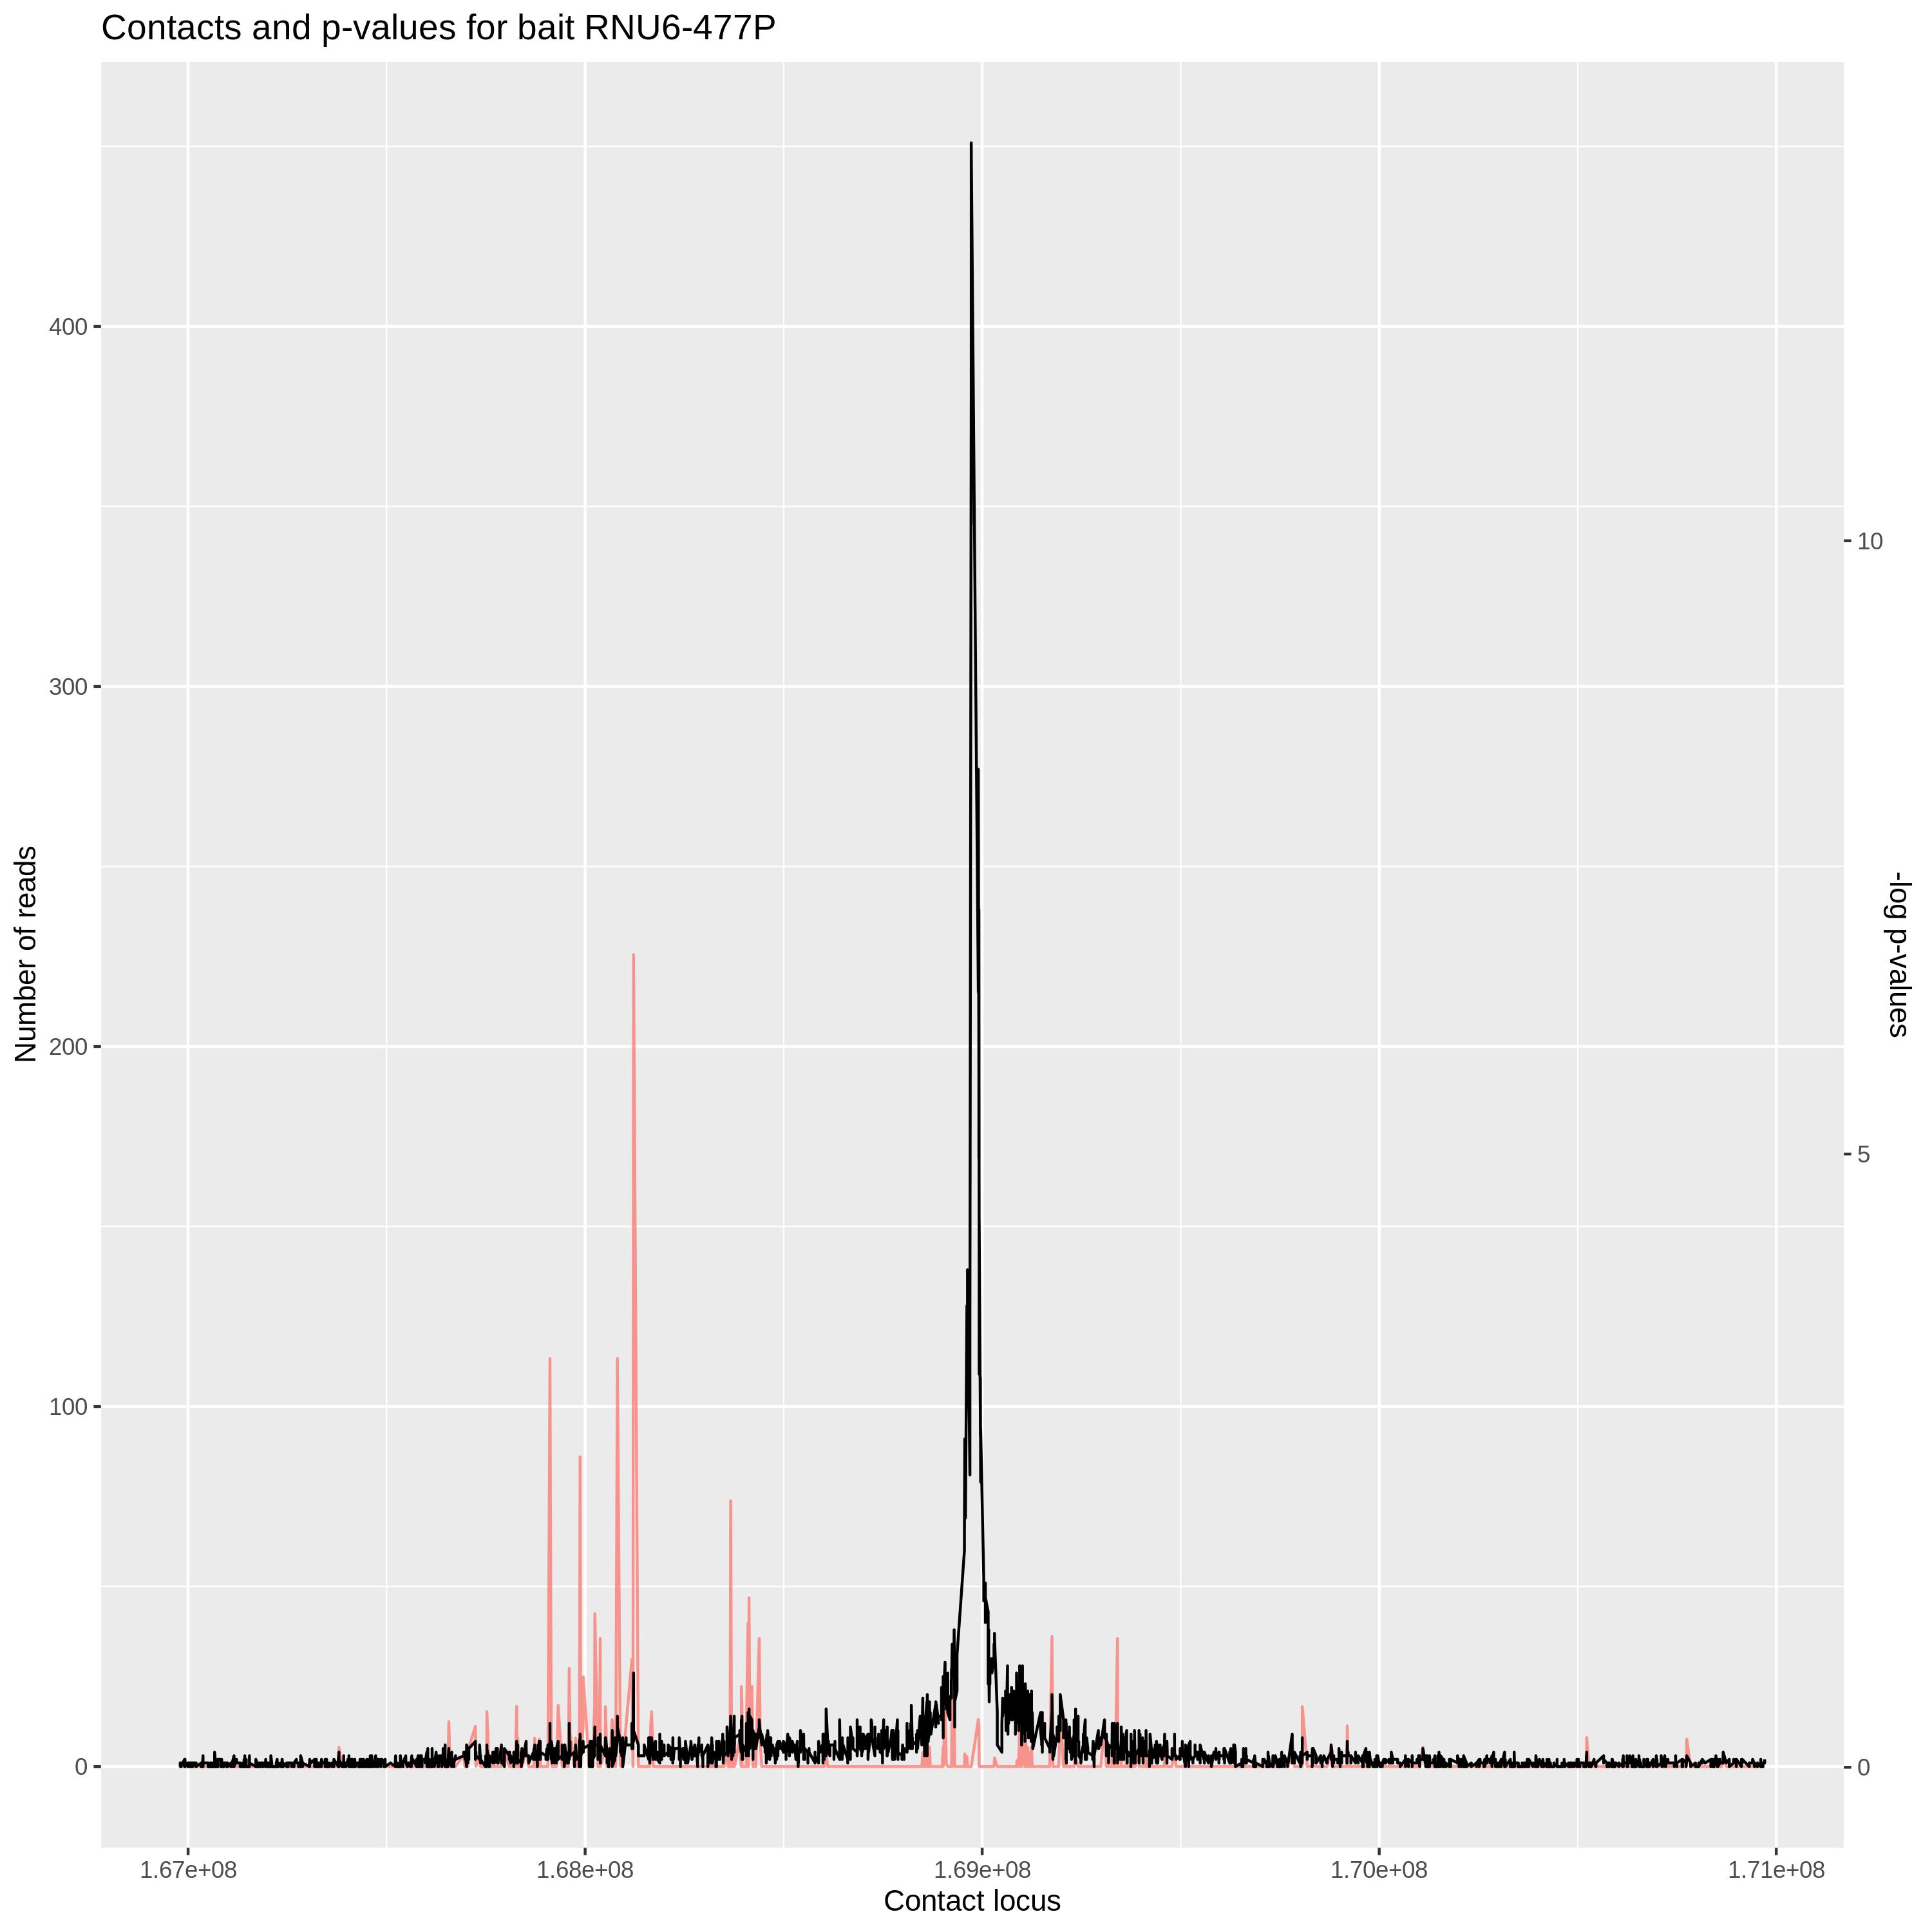 Contacts and p-values for bait RNU6-477P
400
300
200
100
0
Number of reads
10
5
0
-log p-values
1.67e+08 1.68e+08 1.69e+08 1.70e+08 1.71e+08
Contact locus